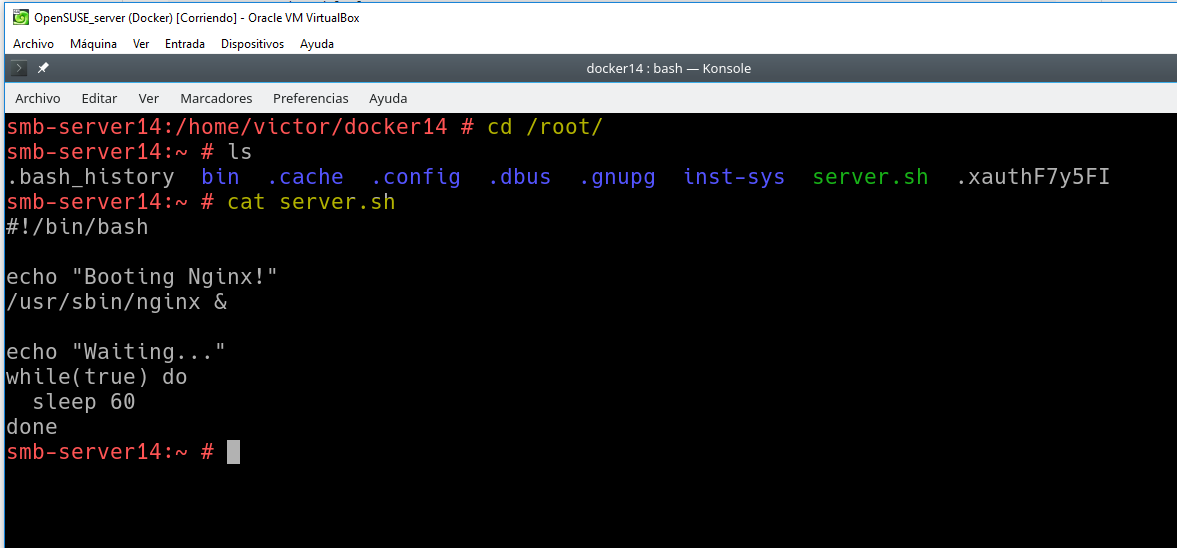 OpenSUSE_server (Docker) [Corriendo] - Oracle VM VirtualBox
Archivo Máquina Ver Entrada Dispositivos Ayuda
docker14 : bash — Konsole
Archivo Editar Ver Marcadores Preferencias Ayuda
smb-server14:/home/victor/docker14 # cd /root/
smb-server14:~ # ls
.bash_history bin .cache .config .dbus .gnupg inst-sys server.sh .xauthF7y5FI
smb-server14:~ # cat server.sh
#!/bin/bash
echo "Booting Nginx!"
/usr/sbin/nginx &
echo "Waiting..."
while(true) do
  sleep 60
done
smb-server14:~ #